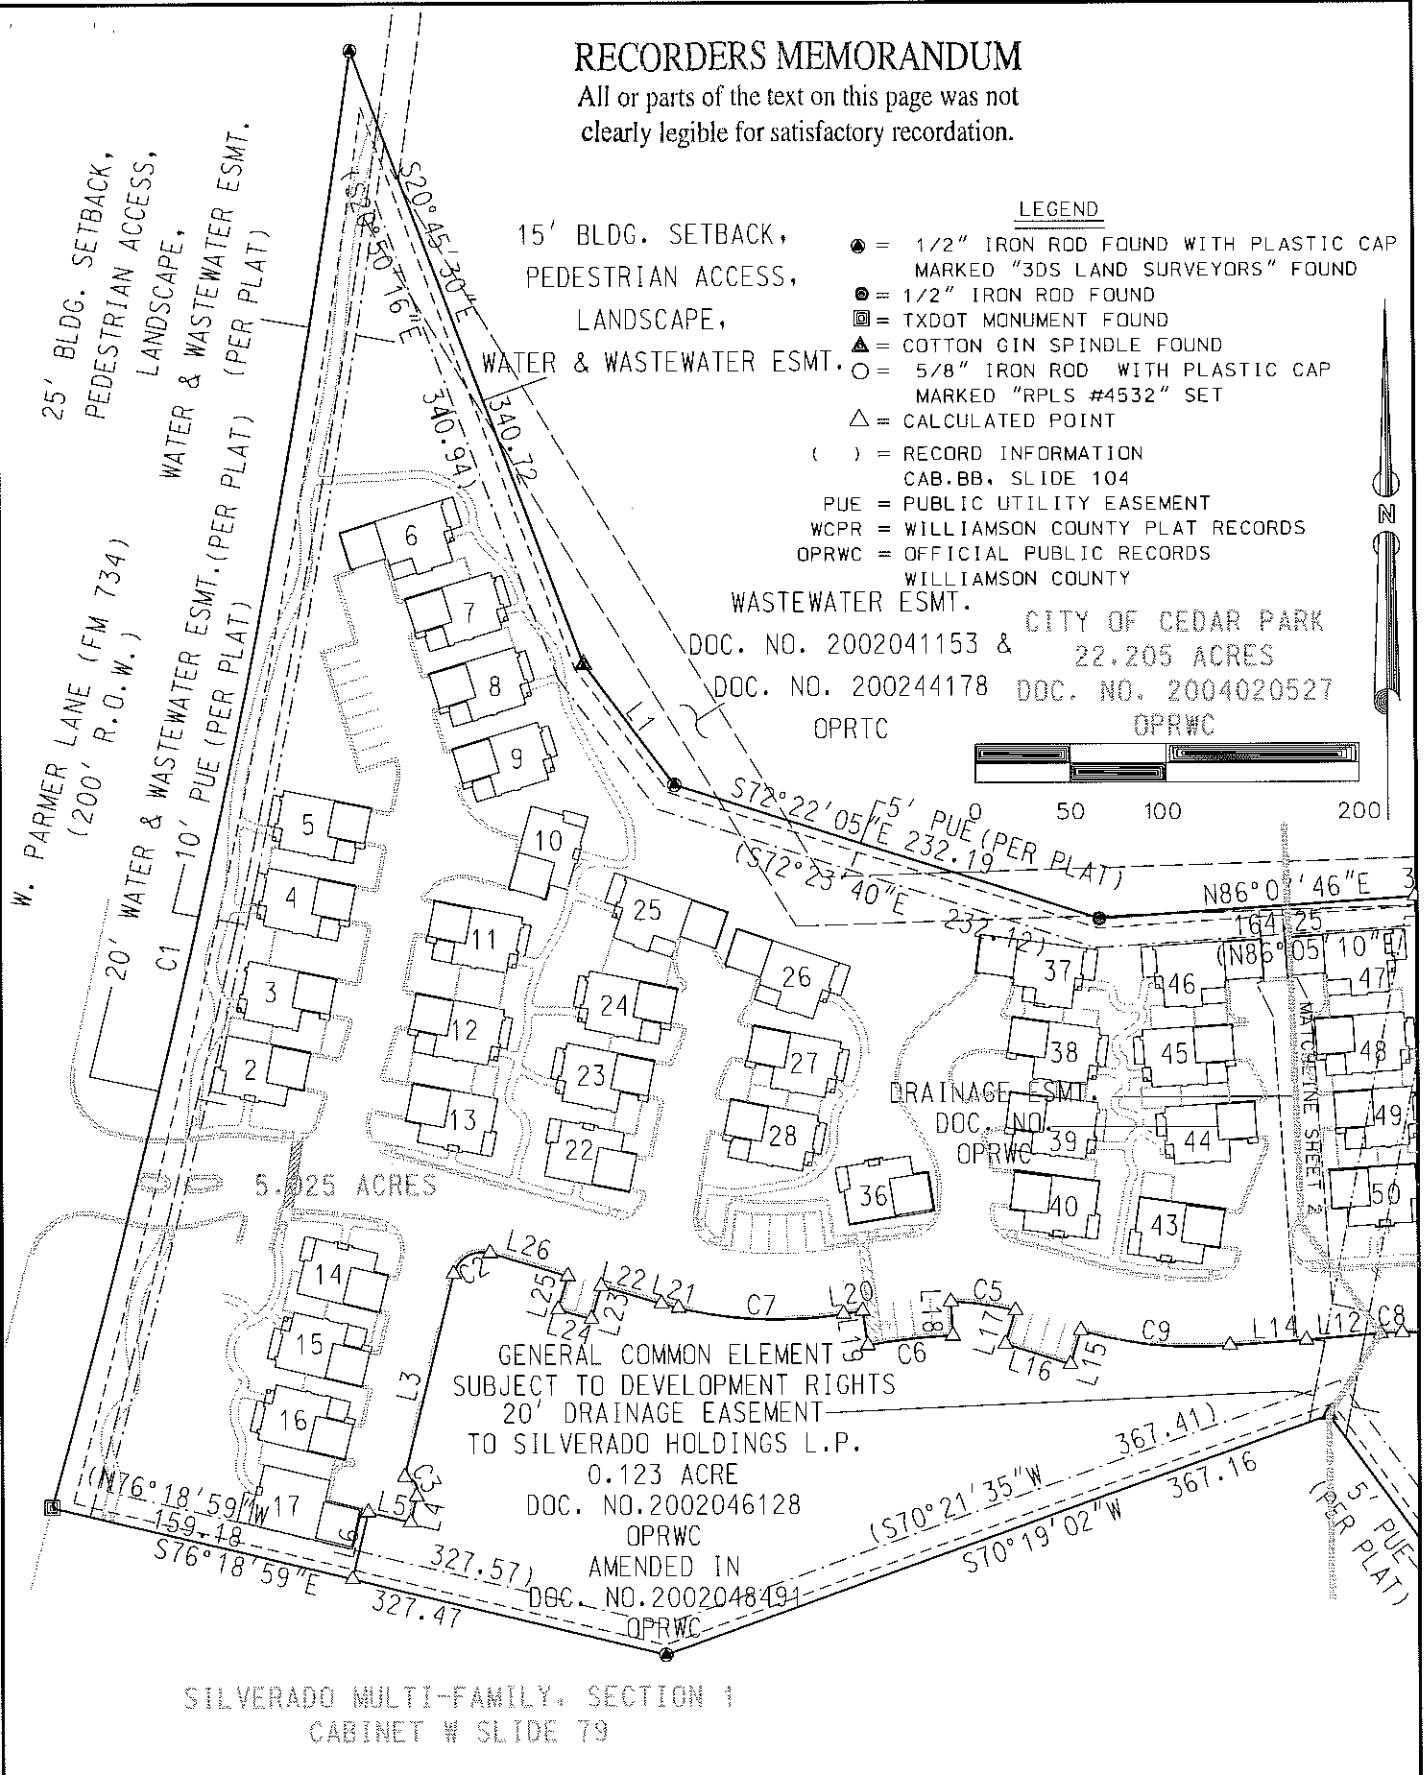 RECORDERS MEMORANDUM
All or parts of the text on this page was not
clearly legible for satisfactory recordation.
LEGEND
= 1/2" IRON ROD FOUND WITH PLASTIC CAP
MARKED "3DS LAND SURVEYORS" FOUND
= 1/2" IRON ROD FOUND
= TXDOT MONUMENT FOUND
= COTTON GIN SPINDLE FOUND
= 5/8" IRON ROD WITH PLASTIC CAP
MARKED "RPLS #4532" SET
= CALCULATED POINT
( ) = RECORD INFORMATION
CAB.BB, SLIDE 104
PUE = PUBLIC UTILITY EASEMENT
WCPR = WILLIAMSON COUNTY PLAT RECORDS
OPRWC = OFFICIAL PUBLIC RECORDS
WILLIAMSON COUNTY
N
25' BLDG. SETBACK,
PEDESTRIAN ACCESS,
LANDSCAPE,
WATER & WASTEWATER ESMT.
(PER PLAT)
15' BLDG. SETBACK,
PEDESTRIAN ACCESS,
LANDSCAPE,
WATER & WASTEWATER ESMT.
S20°45'30"E
340.72
340.94)
W. PARMER LANE (FM 734)
(200' R.O.W.)
20' WATER & WASTEWATER ESMT.(PER PLAT)
10' PUE (PER PLAT)
C1
WASTEWATER ESMT.
DOC. NO. 2002041153 &
DOC. NO. 200244178
OPRTC
CITY OF CEDAR PARK
22.205 ACRES
DOC. NO. 2004020527
OPRWC
0 50 100 200
L1
S72°22'05"E 232.19
5' PUE(PER PLAT)
(S72°23'40"E 232.12)
164.25
6
7
8
9
5
10
4
11
25
3
12
24
26
37
46
47
2
13
23
27
38
45
48
22
28
39
44
49
36
40
43
50
DRAINAGE ESMT.
DOC. NO.
OPRWC
MATCHLINE SHEET 2
5.025 ACRES
14
15
16
17
C2
L26
L25
L24
L23
L22
L21
C7
L20
L19
C6
L18
C5
L17
L16
L15
C9
L14
L12
C8
L3
C3
L4
L5
GENERAL COMMON ELEMENT
SUBJECT TO DEVELOPMENT RIGHTS
20' DRAINAGE EASEMENT
TO SILVERADO HOLDINGS L.P.
0.123 ACRE
DOC. NO.2002046128
OPRWC
AMENDED IN
DOC. NO.2002048491
OPRWC
(N76°18'59"W
327.57)
159.18
S76°18'59"E
327.47
(S70°21'35"W
367.41)
S70°19'02"W
367.16
5' PUE
(PER PLAT)
SILVERADO MULTI-FAMILY, SECTION 1
CABINET W SLIDE 79